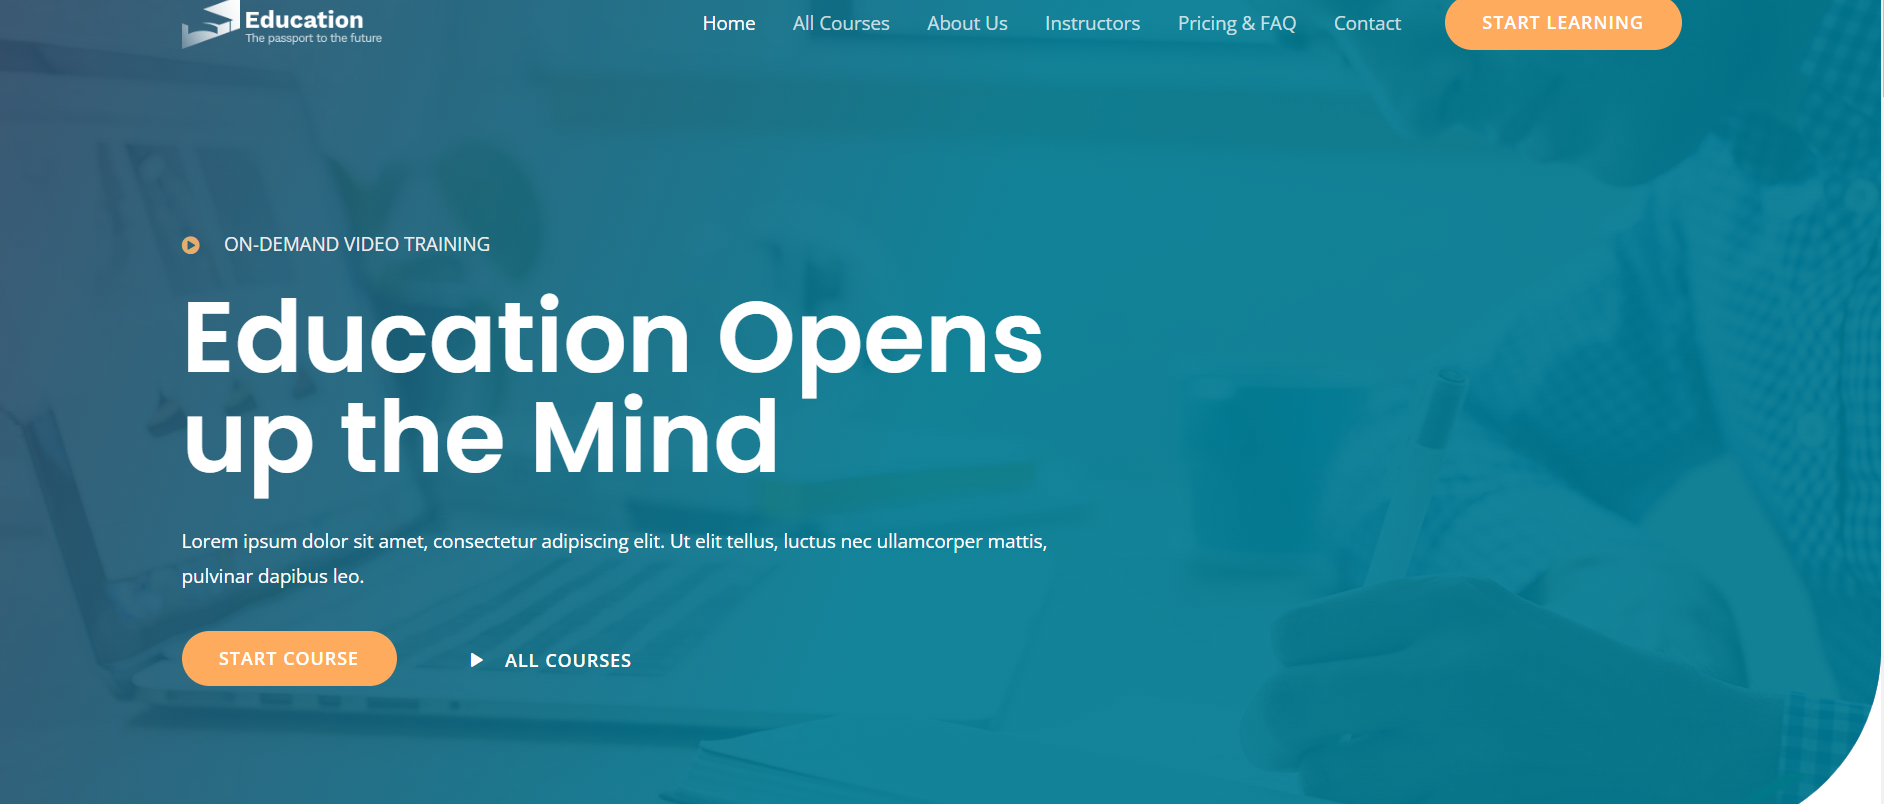 Education
The passport to the future
Home
All Courses
About Us
Instructors
Pricing & FAQ
Contact
START LEARNING
ON-DEMAND VIDEO TRAINING
Education Opens
up the Mind
Lorem ipsum dolor sit amet, consectetur adipiscing elit. Ut elit tellus, luctus nec ullamcorper mattis,
pulvinar dapibus leo.
START COURSE
ALL COURSES